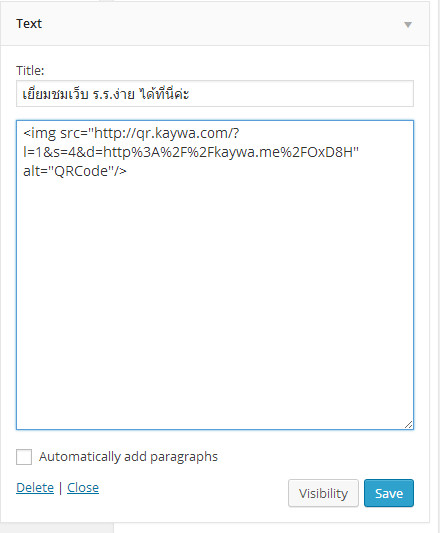 Text
Title:
เยี่ยมชมเว็บ ร.ร.ง่าย ได้ที่นี่ค่ะ
<img src="http://qr.kaywa.com/?
l=1&s=4&d=http%3A%2F%2Fkaywa.me%2FOxD8H"
alt="QRCode"/>
Automatically add paragraphs
Delete | Close
Visibility
Save